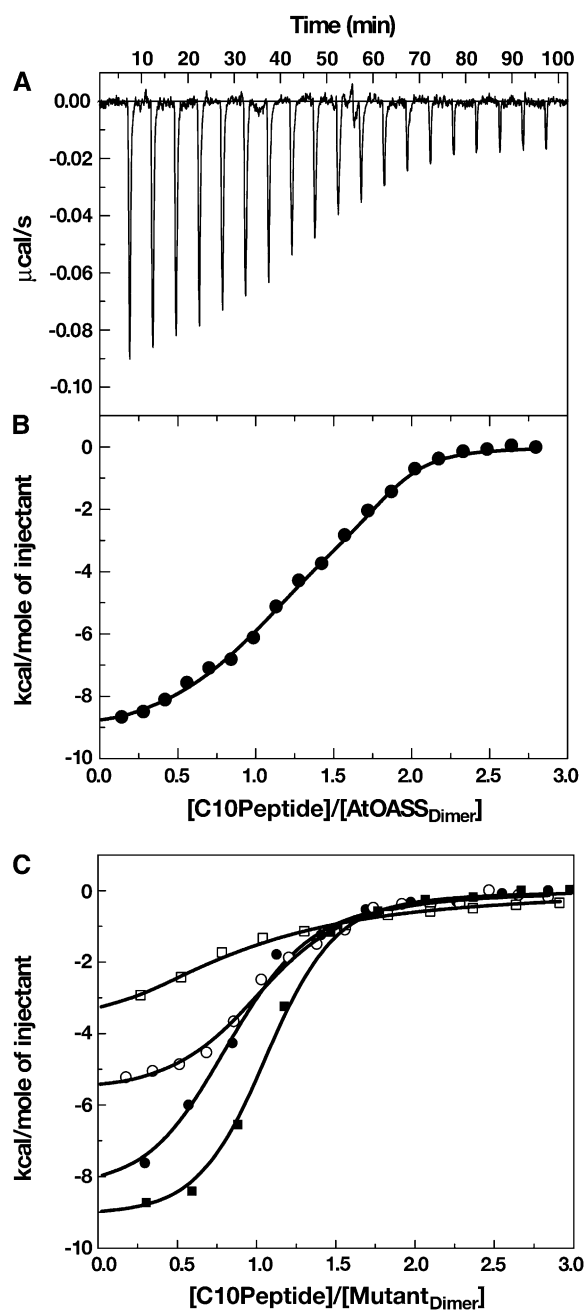 Time (min)
10 20 30 40 50 60 70 80 90 100
A
0.00
-0.02
-0.04
-0.06
-0.08
-0.10
μcal/s
B
0
-2
-4
-6
-8
-10
kcal/mole of injectant
0.0 0.5 1.0 1.5 2.0 2.5 3.0
[C10Peptide]/[AtOASSDimer]
C
0
-2
-4
-6
-8
-10
kcal/mole of injectant
0.0 0.5 1.0 1.5 2.0 2.5 3.0
[C10Peptide]/[MutantDimer]